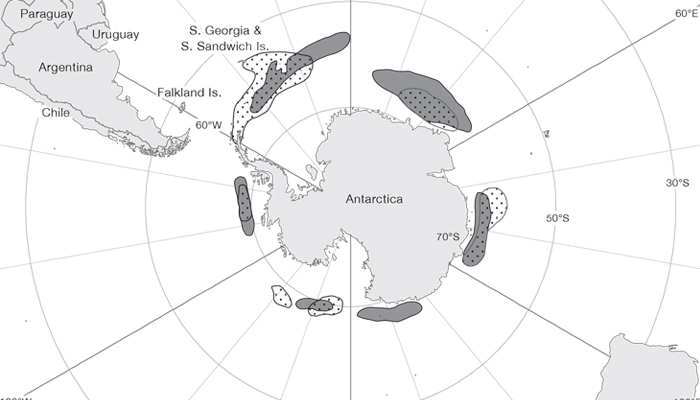 Paraguay
60°E
Uruguay
S. Georgia &
S. Sandwich Is.
Argentina
Falkland Is.
Chile
60°W
30°S
Antarctica
50°S
70°S